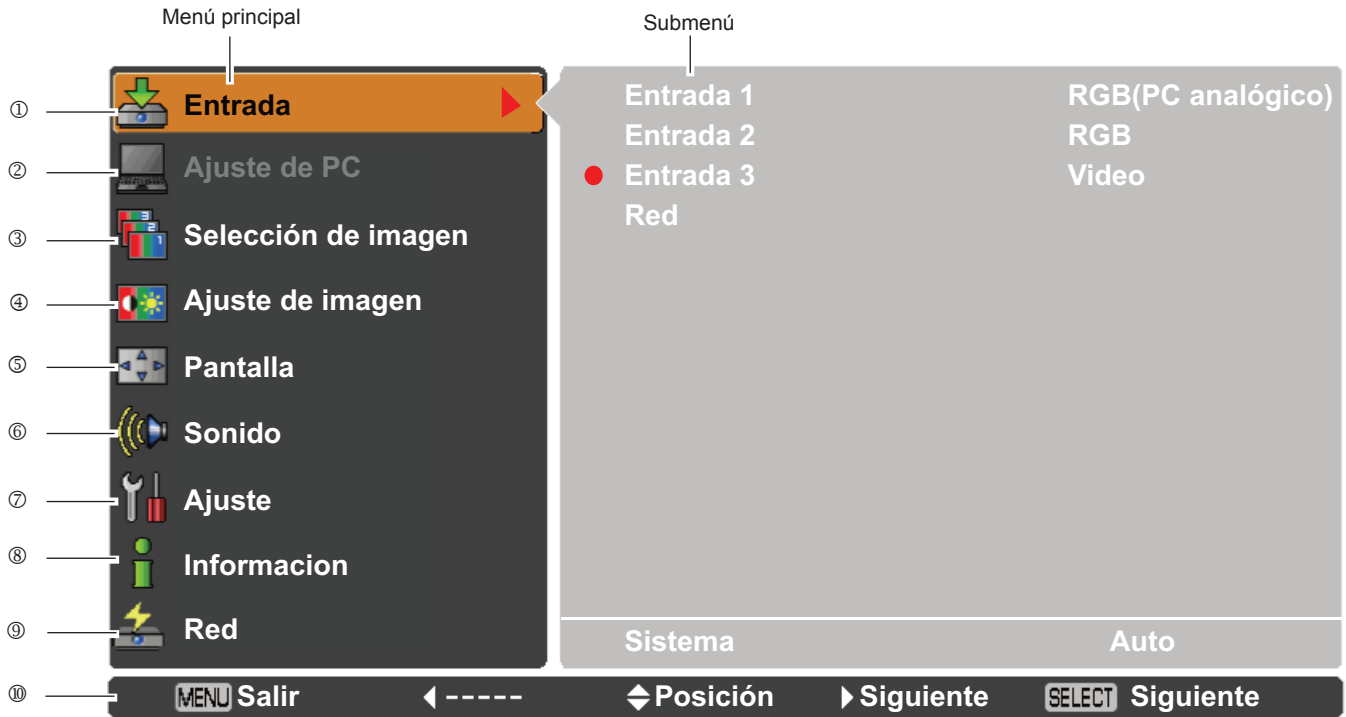 Menú principal
Submenú
① Entrada
② Ajuste de PC
③ Selección de imagen
④ Ajuste de imagen
⑤ Pantalla
⑥ Sonido
⑦ Ajuste
⑧ Informacion
⑨ Red
Entrada 1 RGB(PC analógico)
Entrada 2 RGB
Entrada 3 Video
Red
Sistema Auto
⑩ MENU Salir ----- Posición Siguiente SELECT Siguiente